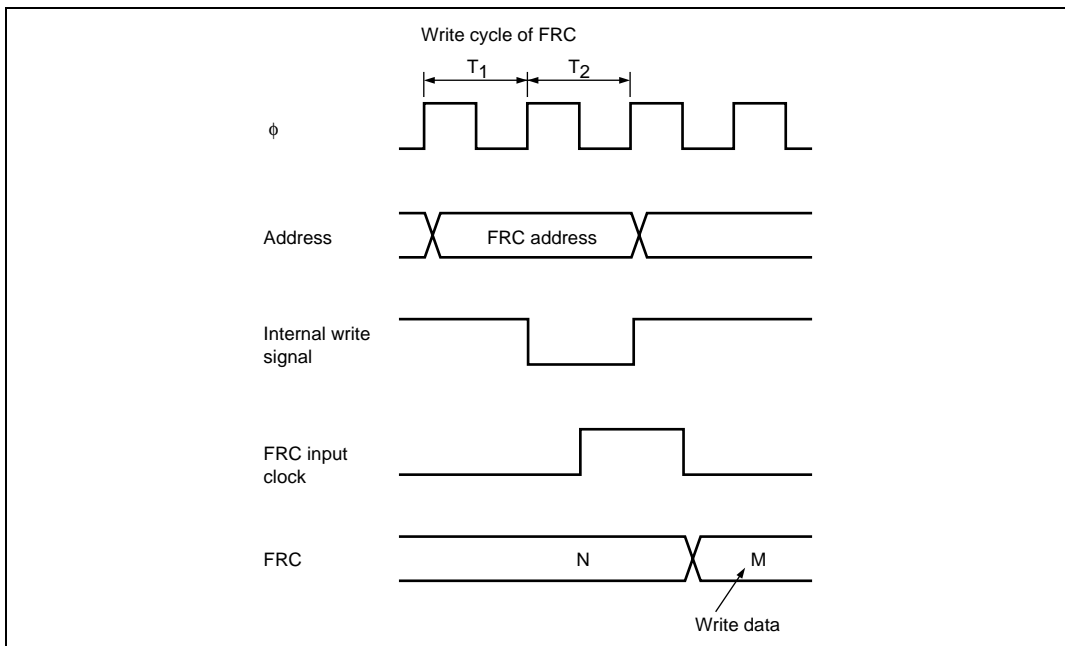 Write cycle of FRC
T1 T2
ϕ
Address
FRC address
Internal write
signal
FRC input
clock
FRC
N
M
Write data